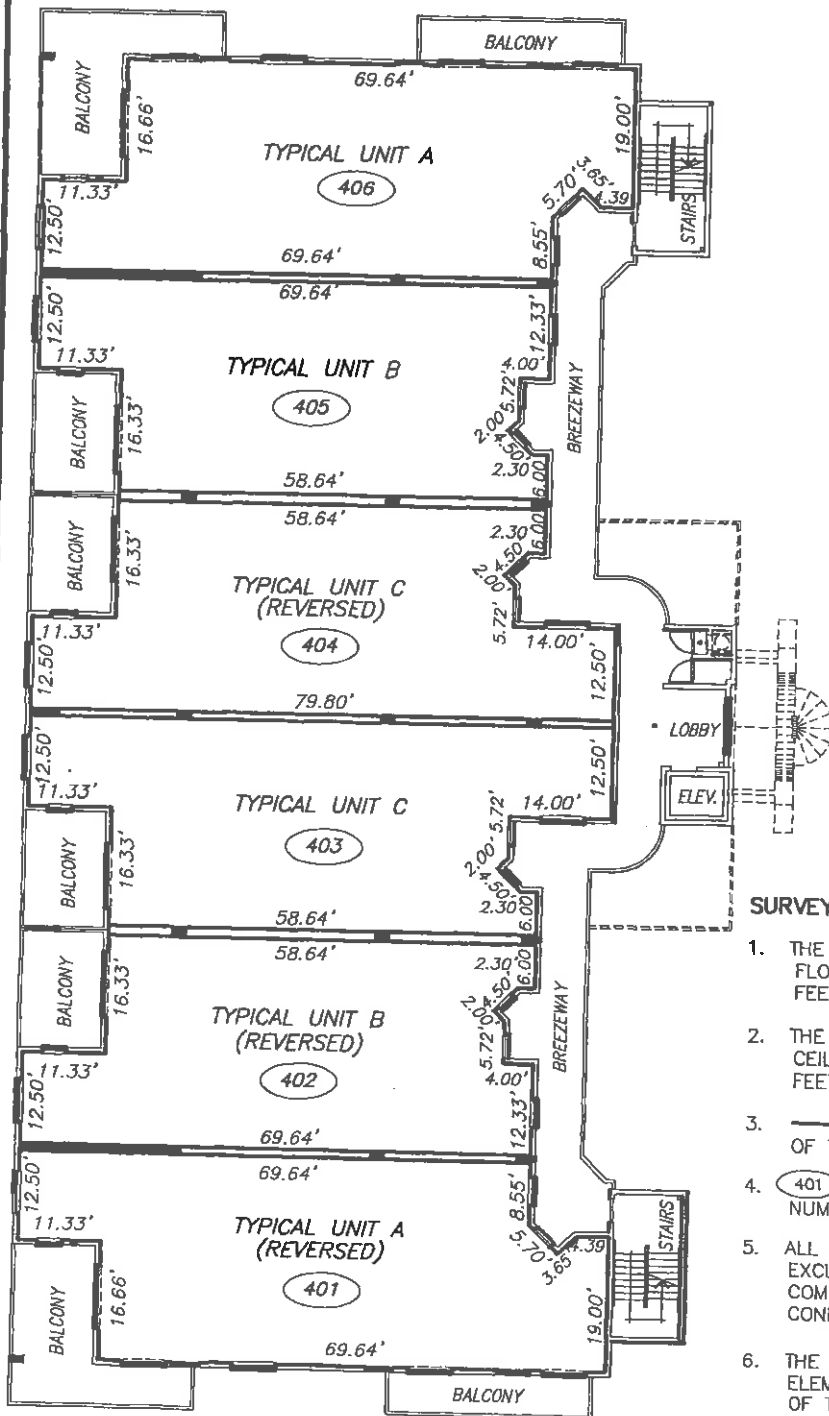 BALCONY
69.64'
BALCONY
16.66'
19.00'
TYPICAL UNIT A
406
11.33'
5.70'
3.65'
4.39
STAIRS
12.50'
8.55'
69.64'
69.64'
12.50'
12.33'
11.33'
TYPICAL UNIT B
405
4.00'
5.72'
BREEZEWAY
BALCONY
16.33'
2.00'
4.50'
2.30'
6.00
58.64'
58.64'
BALCONY
16.33'
2.30'
6.00
4.50'
2.00'
TYPICAL UNIT C
(REVERSED)
404
5.72'
11.33'
14.00'
12.50'
12.50'
79.80'
LOBBY
12.50'
12.50'
11.33'
TYPICAL UNIT C
403
14.00'
ELEV.
5.72'
BALCONY
16.33'
2.00'
4.50'
2.30'
6.00
58.64'
58.64'
BALCONY
16.33'
2.30'
6.00
4.50'
2.00'
TYPICAL UNIT B
(REVERSED)
402
5.72'
BREEZEWAY
11.33'
4.00'
12.50'
12.33'
69.64'
69.64'
12.50'
8.55'
11.33'
TYPICAL UNIT A
(REVERSED)
401
5.70'
3.65'
4.39
STAIRS
BALCONY
16.66'
19.00'
69.64'
BALCONY
SURVEY
1. THE
FLO
FEE
2. THE
CEIL
FEE
3.
OF T
4. 401
NUM
5. ALL
EXCLU
COM
CON
6. THE
ELEM
OF T